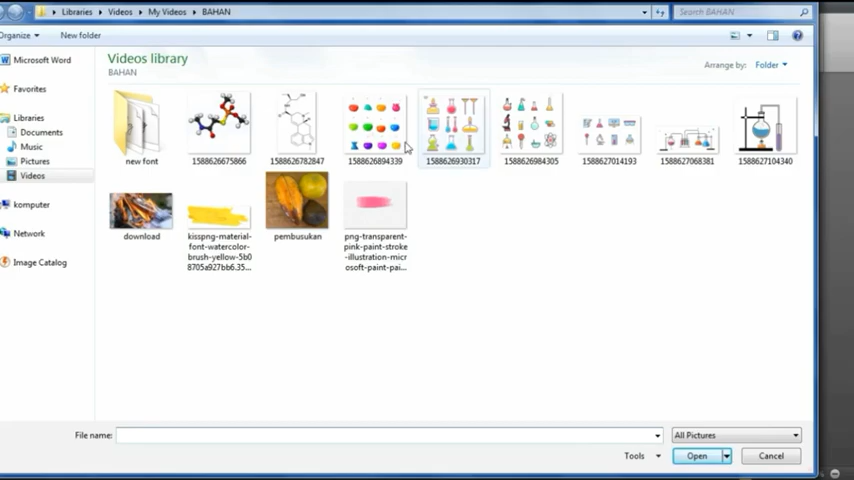 Libraries ▸ Videos ▸ My Videos ▸ BAHAN
Search BAHAN
Organize
New folder
Microsoft Word
Favorites
Libraries
Documents
Music
Pictures
Videos
komputer
Network
Image Catalog
Videos library
BAHAN
Arrange by: Folder
new font
1588626675866
1588626782847
1588626894339
1588626930317
1588626984305
1588627014193
1588627068381
1588627104340
download
kisspng-material-
font-watercolor-
brush-yellow-5b0
8705a927bb6.35...
pembusukan
png-transparent-
pink-paint-stroke
-illustration-micr
osoft-paint-pai...
File name:
All Pictures
Tools
Open
Cancel